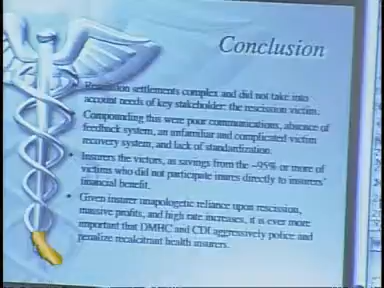 Conclusion
Rescission settlements complex and did not take into
account needs of key stakeholder: the rescission victim.
• Compounding this were poor communications, absence of
feedback system, an unfamiliar and complicated victim
recovery system, and lack of standardization.
• Insurers the victors, as savings from the ~95% or more of
victims who did not participate inures directly to insurers'
financial benefit.
• Given insurer unapologetic reliance upon rescission,
massive profits, and high rate increases, it is ever more
important that DMHC and CDI aggressively police and
penalize recalcitrant health insurers.